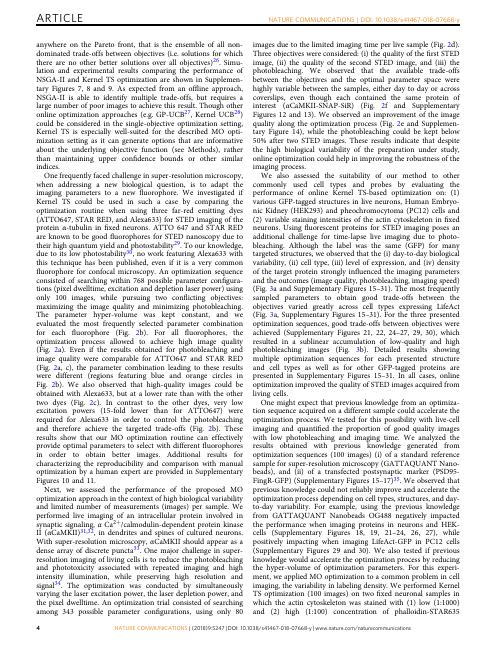 ARTICLE
NATURE COMMUNICATIONS | DOI: 10.1038/s41467-018-07668-y
anywhere on the Pareto front, that is the ensemble of all non-
dominated trade-offs between objectives (i.e. solutions for which
there are no other better solutions over all objectives)26. Simu-
lation and experimental results comparing the performance of
NSGA-II and Kernel TS optimization are shown in Supplemen-
tary Figures 7, 8 and 9. As expected from an offline approach,
NSGA-II is able to identify multiple trade-offs, but requires a
large number of poor images to achieve this result. Though other
online optimization approaches (e.g. GP-UCB27, Kernel UCB28)
could be considered in the single-objective optimization setting,
Kernel TS is especially well-suited for the described MO opti-
mization setting as it can generate options that are informative
about the underlying objective function (see Methods), rather
than maintaining upper confidence bounds or other similar
indices.
One frequently faced challenge in super-resolution microscopy,
when addressing a new biological question, is to adapt the
imaging parameters to a new fluorophore. We investigated if
Kernel TS could be used in such a case by comparing the
optimization routine when using three far-red emitting dyes
(ATTO647, STAR RED, and Alexa633) for STED imaging of the
protein α-tubulin in fixed neurons. ATTO 647 and STAR RED
are known to be good fluorophores for STED nanoscopy due to
their high quantum yield and photostability29. To our knowledge,
due to its low photostability30, no work featuring Alexa633 with
this technique has been published, even if it is a very common
fluorophore for confocal microscopy. An optimization sequence
consisted of searching within 768 possible parameter configura-
tions (pixel dwelltime, excitation and depletion laser power) using
only 100 images, while pursuing two conflicting objectives:
maximizing the image quality and minimizing photobleaching.
The parameter hyper-volume was kept constant, and we
evaluated the most frequently selected parameter combination
for each fluorophore (Fig. 2b). For all fluorophores, the
optimization process allowed to achieve high image quality
(Fig. 2a). Even if the results obtained for photobleaching and
image quality were comparable for ATTO647 and STAR RED
(Fig. 2a, c), the parameter combination leading to these results
were different (regions featuring blue and orange circles in
Fig. 2b). We also observed that high-quality images could be
obtained with Alexa633, but at a lower rate than with the other
two dyes (Fig. 2c). In contrast to the other dyes, very low
excitation powers (15-fold lower than for ATTO647) were
required for Alexa633 in order to control the photobleaching
and therefore achieve the targeted trade-offs (Fig. 2b). These
results show that our MO optimization routine can effectively
provide optimal parameters to select with different fluorophores
in order to obtain better images. Additional results for
characterizing the reproducibility and comparison with manual
optimization by a human expert are provided in Supplementary
Figures 10 and 11.
Next, we assessed the performance of the proposed MO
optimization approach in the context of high biological variability
and limited number of measurements (images) per sample. We
performed live imaging of an intracellular protein involved in
synaptic signaling, α Ca2+/calmodulin-dependent protein kinase
II (αCaMKII)31,32, in dendrites and spines of cultured neurons.
With super-resolution microscopy, αCaMKII should appear as a
dense array of discrete puncta33. One major challenge in super-
resolution imaging of living cells is to reduce the photobleaching
and phototoxicity associated with repeated imaging and high
intensity illumination, while preserving high resolution and
signal34. The optimization was conducted by simultaneously
varying the laser excitation power, the laser depletion power, and
the pixel dwelltime. An optimization trial consisted of searching
among 343 possible parameter configurations, using only 80
images due to the limited imaging time per live sample (Fig. 2d).
Three objectives were considered: (i) the quality of the first STED
image, (ii) the quality of the second STED image, and (iii) the
photobleaching. We observed that the available trade-offs
between the objectives and the optimal parameter space were
highly variable between the samples, either day to day or across
coverslips, even though each contained the same protein of
interest (αCaMKII-SNAP-SiR) (Fig. 2f and Supplementary
Figures 12 and 13). We observed an improvement of the image
quality along the optimization process (Fig. 2e and Supplemen-
tary Figure 14), while the photobleaching could be kept below
50% after two STED images. These results indicate that despite
the high biological variability of the preparation under study,
online optimization could help in improving the robustness of the
imaging process.
We also assessed the suitability of our method to other
commonly used cell types and probes by evaluating the
performance of online Kernel TS-based optimization on: (1)
various GFP-tagged structures in live neurons, Human Embryo-
nic Kidney (HEK293) and pheochromocytoma (PC12) cells and
(2) variable staining intensities of the actin cytoskeleton in fixed
neurons. Using fluorescent proteins for STED imaging poses an
additional challenge for time-lapse live imaging due to photo-
bleaching. Although the label was the same (GFP) for many
targeted structures, we observed that the (i) day-to-day biological
variability, (ii) cell type, (iii) level of expression, and (iv) density
of the target protein strongly influenced the imaging parameters
and the outcomes (image quality, photobleaching, imaging speed)
(Fig. 3a and Supplementary Figures 15–31). The most frequently
sampled parameters to obtain good trade-offs between the
objectives varied greatly across cell types expressing LifeAct
(Fig. 3a, Supplementary Figures 15–31). For the three presented
optimization sequences, good trade-offs between objectives were
achieved (Supplementary Figures 21, 22, 24–27, 29, 30), which
resulted in a sublinear accumulation of low-quality and high
photobleaching images (Fig. 3b). Detailed results showing
multiple optimization sequences for each presented structure
and cell types as well as for other GFP-tagged proteins are
presented in Supplementary Figures 15–31. In all cases, online
optimization improved the quality of STED images acquired from
living cells.
One might expect that previous knowledge from an optimiza-
tion sequence acquired on a different sample could accelerate the
optimization process. We tested for this possibility with live-cell
imaging and quantified the proportion of good quality images
with low photobleaching and imaging time. We analyzed the
results obtained with previous knowledge generated from
optimization sequences (100 images) (i) of a standard reference
sample for super-resolution microscopy (GATTAQUANT Nano-
beads), and (ii) of a transfected postsynaptic marker (PSD95-
FingR-GFP) (Supplementary Figures 15–17)35. We observed that
previous knowledge could not reliably improve and accelerate the
optimization process depending on cell types, structures, and day-
to-day variability. For example, using the previous knowledge
from GATTAQUANT Nanobeads OG488 negatively impacted
the performance when imaging proteins in neurons and HEK-
cells (Supplementary Figures 18, 19, 21–24, 26, 27), while
positively impacting when imaging LifeAct-GFP in PC12 cells
(Supplementary Figures 29 and 30). We also tested if previous
knowledge would accelerate the optimization process by reducing
the hyper-volume of optimization parameters. For this experi-
ment, we applied MO optimization to a common problem in cell
imaging, the variability in labeling density. We performed Kernel
TS optimization (100 images) on two fixed neuronal samples in
which the actin cytoskeleton was stained with (1) low (1:1000)
and (2) high (1:100) concentration of phalloidin-STAR635
4
NATURE COMMUNICATIONS | (2018)9:5247 | DOI: 10.1038/s41467-018-07668-y | www.nature.com/naturecommunications